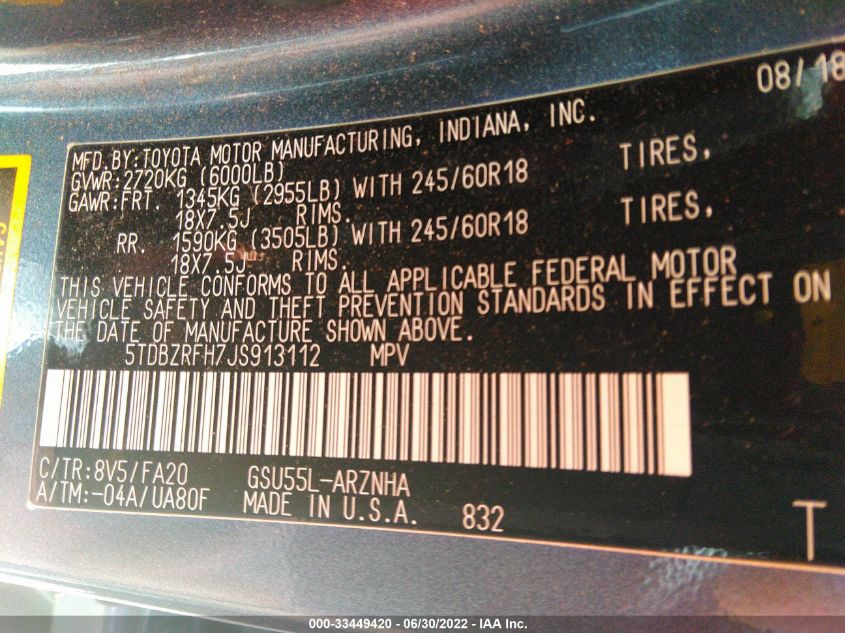 08/18
MFD.BY:TOYOTA MOTOR MANUFACTURING, INDIANA, INC.
GVWR:2720KG (6000LB)
GAWR:FRT. 1345KG (2955LB) WITH 245/60R18 TIRES,
18X7.5J RIMS.
RR. 1590KG (3505LB) WITH 245/60R18 TIRES,
18X7.5J RIMS.
THIS VEHICLE CONFORMS TO ALL APPLICABLE FEDERAL MOTOR
VEHICLE SAFETY AND THEFT PREVENTION STANDARDS IN EFFECT ON
THE DATE OF MANUFACTURE SHOWN ABOVE.
5TDBZRFH7JS913112 MPV
C/TR:8V5/FA20 GSU55L-ARZNHA
A/TM:-04A/UA80F MADE IN U.S.A. 832
T
000-33449420 - 06/30/2022 - IAA Inc.